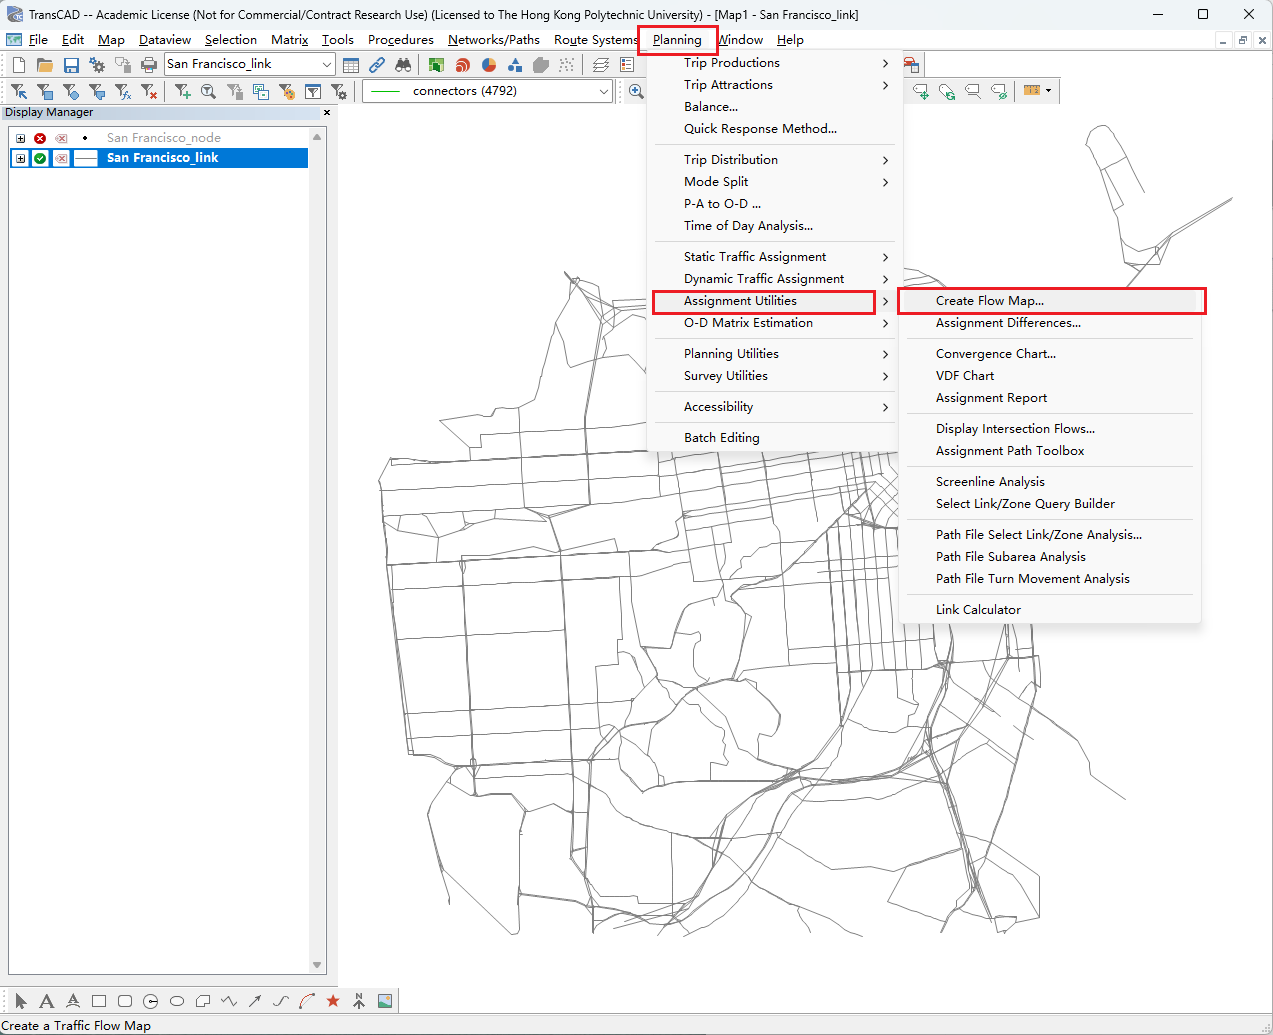 TransCAD -- Academic License (Not for Commercial/Contract Research Use) (Licensed to The Hong Kong Polytechnic University) - [Map1 - San Francisco_link]
File Edit Map Dataview Selection Matrix Tools Procedures Networks/Paths Route Systems Planning Window Help
San Francisco_link
connectors (4792)
Display Manager
San Francisco_node
San Francisco_link
Trip Productions
Trip Attractions
Balance...
Quick Response Method...
Trip Distribution
Mode Split
P-A to O-D ...
Time of Day Analysis...
Static Traffic Assignment
Dynamic Traffic Assignment
Assignment Utilities
O-D Matrix Estimation
Planning Utilities
Survey Utilities
Accessibility
Batch Editing
Create Flow Map...
Assignment Differences...
Convergence Chart...
VDF Chart
Assignment Report
Display Intersection Flows...
Assignment Path Toolbox
Screenline Analysis
Select Link/Zone Query Builder
Path File Select Link/Zone Analysis...
Path File Subarea Analysis
Path File Turn Movement Analysis
Link Calculator
Create a Traffic Flow Map